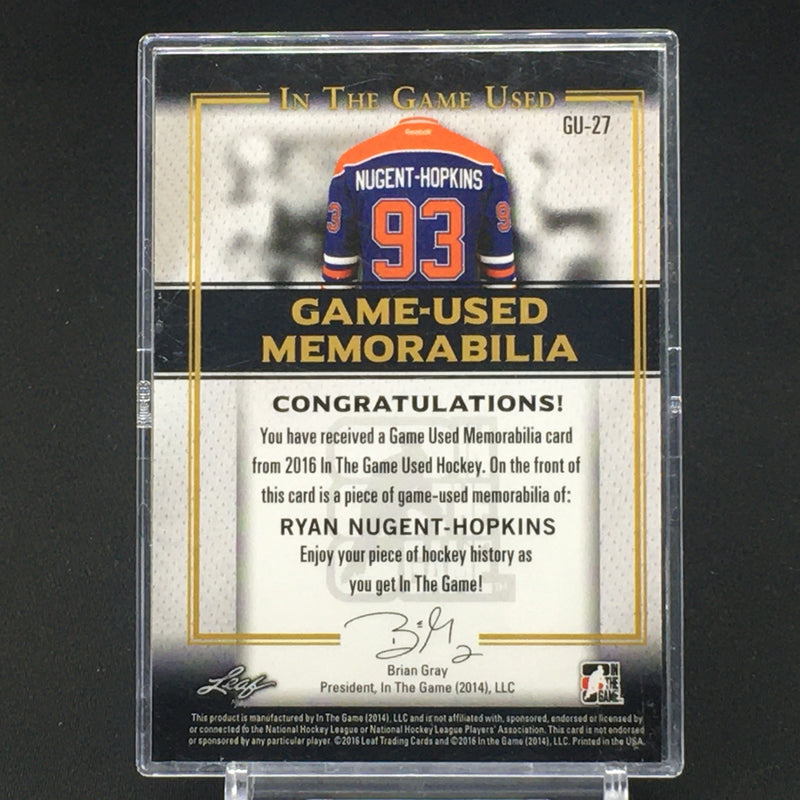 IN THE GAME USED
GU-27
Reebok
NUGENT-HOPKINS
3 93 9
GAME-USED
MEMORABILIA
CONGRATULATIONS!
You have received a Game Used Memorabilia card
from 2016 In The Game Used Hockey. On the front of
this card is a piece of game-used memorabilia of:
RYAN NUGENT-HOPKINS
Enjoy your piece of hockey history as
you get In The Game!
Brian Gray
President, In The Game (2014), LLC
Leaf
IN
THE
GAME
This product is manufactured by In The Game (2014), LLC and is not affiliated with, sponsored, endorsed or licensed by
or connected to the National Hockey League or National Hockey League Players' Association. This card is not endorsed
or sponsored by any particular player. ©2016 Leaf Trading Cards and ©2016 In the Game (2014), LLC. Printed in the USA.